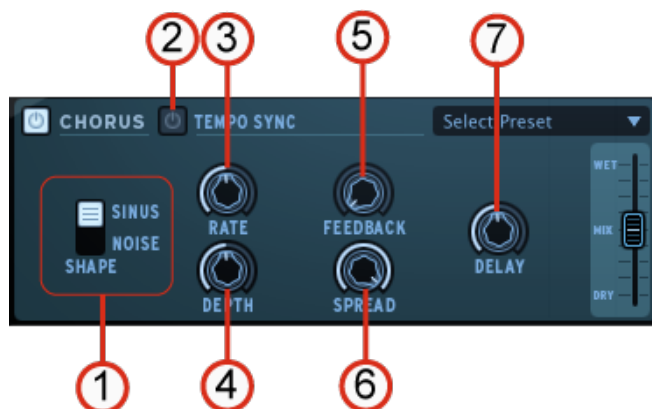 2 3 5 7
CHORUS TEMPO SYNC Select Preset
WET
SINUS
NOISE
SHAPE
RATE FEEDBACK
MIX
DELAY
DEPTH SPREAD
DRY
1 4 6